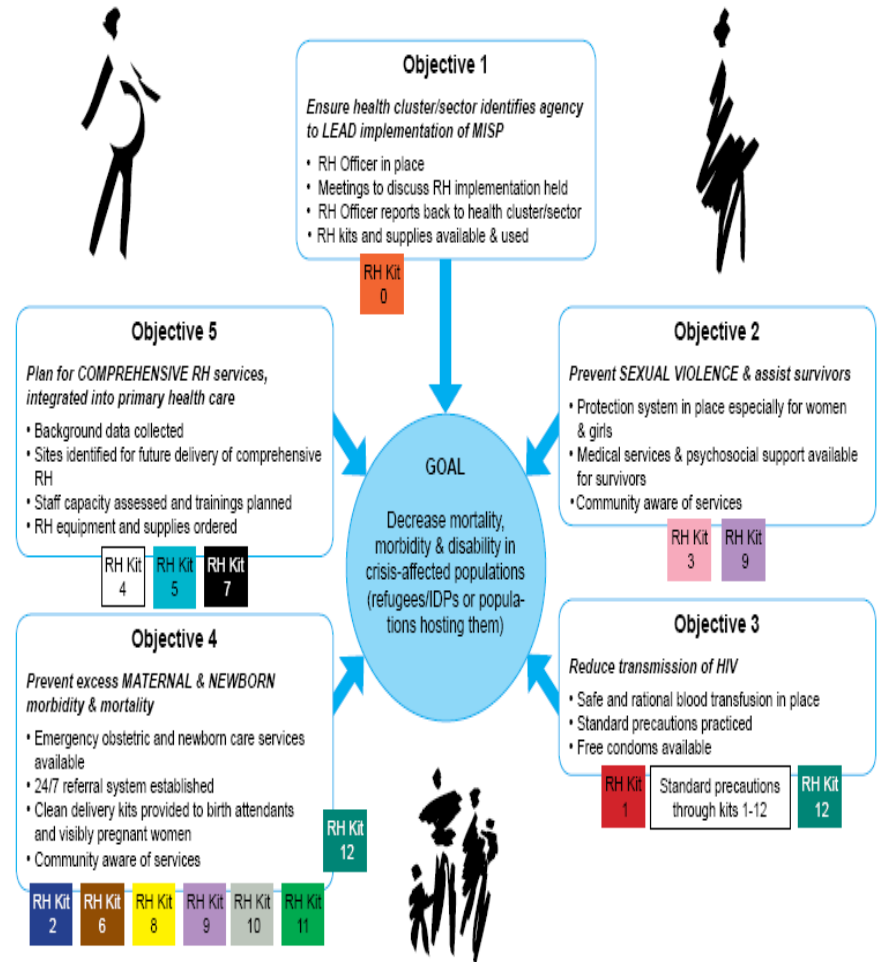 Objective 1
Ensure health cluster/sector identifies agency
to LEAD implementation of MISP
• RH Officer in place
• Meetings to discuss RH implementation held
• RH Officer reports back to health cluster/sector
• RH kits and supplies available & used
RH Kit
0
Objective 5
Plan for COMPREHENSIVE RH services,
integrated into primary health care
• Background data collected
• Sites identified for future delivery of comprehensive
RH
• Staff capacity assessed and trainings planned
• RH equipment and supplies ordered
RH Kit
4
RH Kit
5
RH Kit
7
Objective 2
Prevent SEXUAL VIOLENCE & assist survivors
• Protection system in place especially for women
& girls
• Medical services & psychosocial support available
for survivors
• Community aware of services
RH Kit
3
RH Kit
9
GOAL
Decrease mortality,
morbidity & disability in
crisis-affected populations
(refugees/IDPs or popula-
tions hosting them)
Objective 4
Prevent excess MATERNAL & NEWBORN
morbidity & mortality
• Emergency obstetric and newborn care services
available
• 24/7 referral system established
• Clean delivery kits provided to birth attendants
and visibly pregnant women
• Community aware of services
RH Kit
12
RH Kit
2
RH Kit
6
RH Kit
8
RH Kit
9
RH Kit
10
RH Kit
11
Objective 3
Reduce transmission of HIV
• Safe and rational blood transfusion in place
• Standard precautions practiced
• Free condoms available
RH Kit
1
Standard precautions
through kits 1-12
RH Kit
12